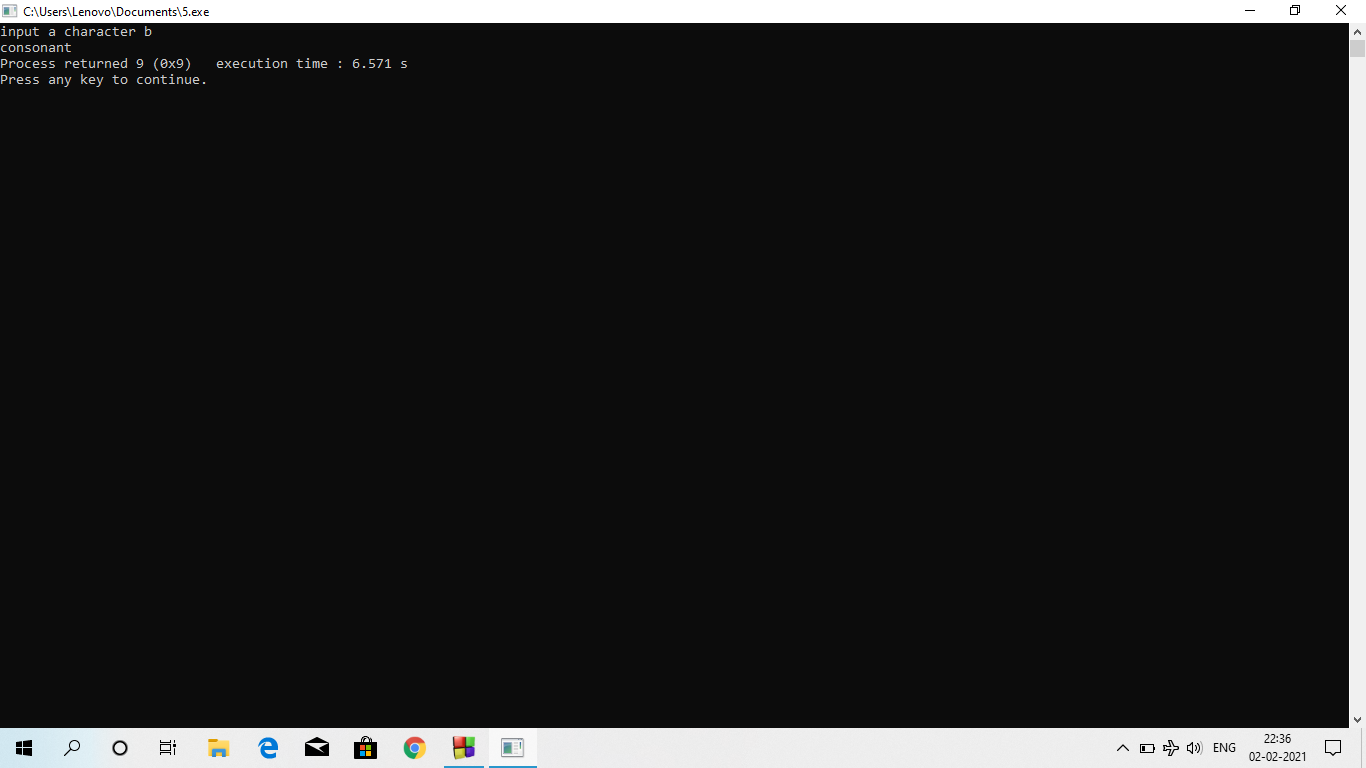 C:\Users\Lenovo\Documents\5.exe
input a character b
consonant
Process returned 9 (0x9)   execution time : 6.571 s
Press any key to continue.
ENG
22:36
02-02-2021